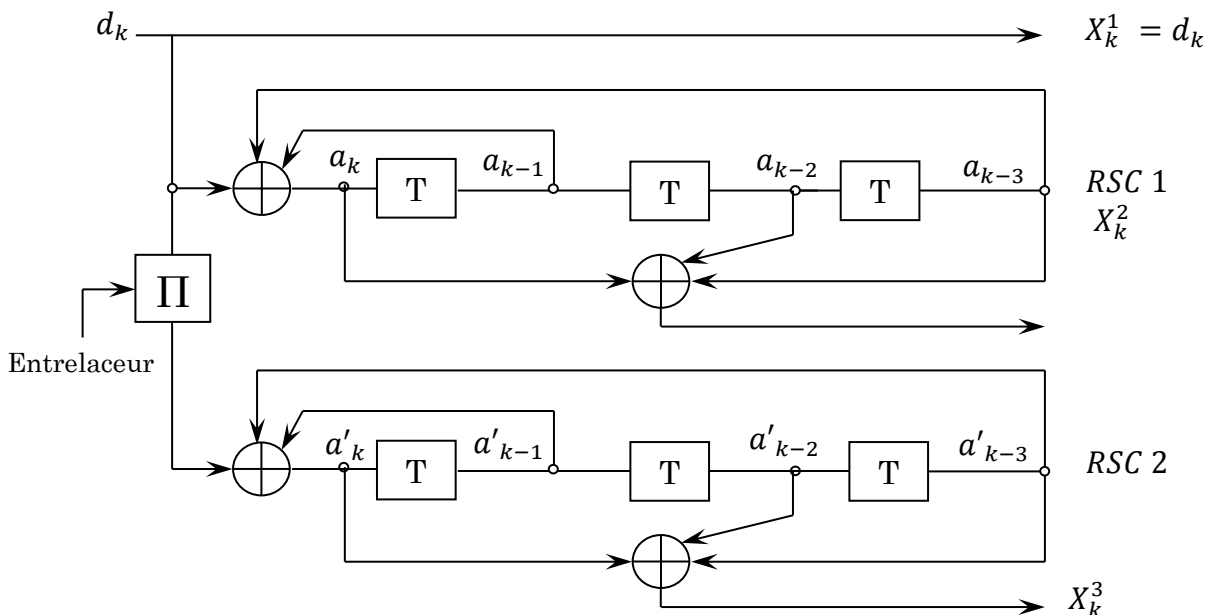 d_k
X_k^1 = d_k
a_k T a_{k-1} T a_{k-2} T a_{k-3} RSC 1
X_k^2
Π
Entrelaceur
a'_k T a'_{k-1} T a'_{k-2} T a'_{k-3} RSC 2
X_k^3